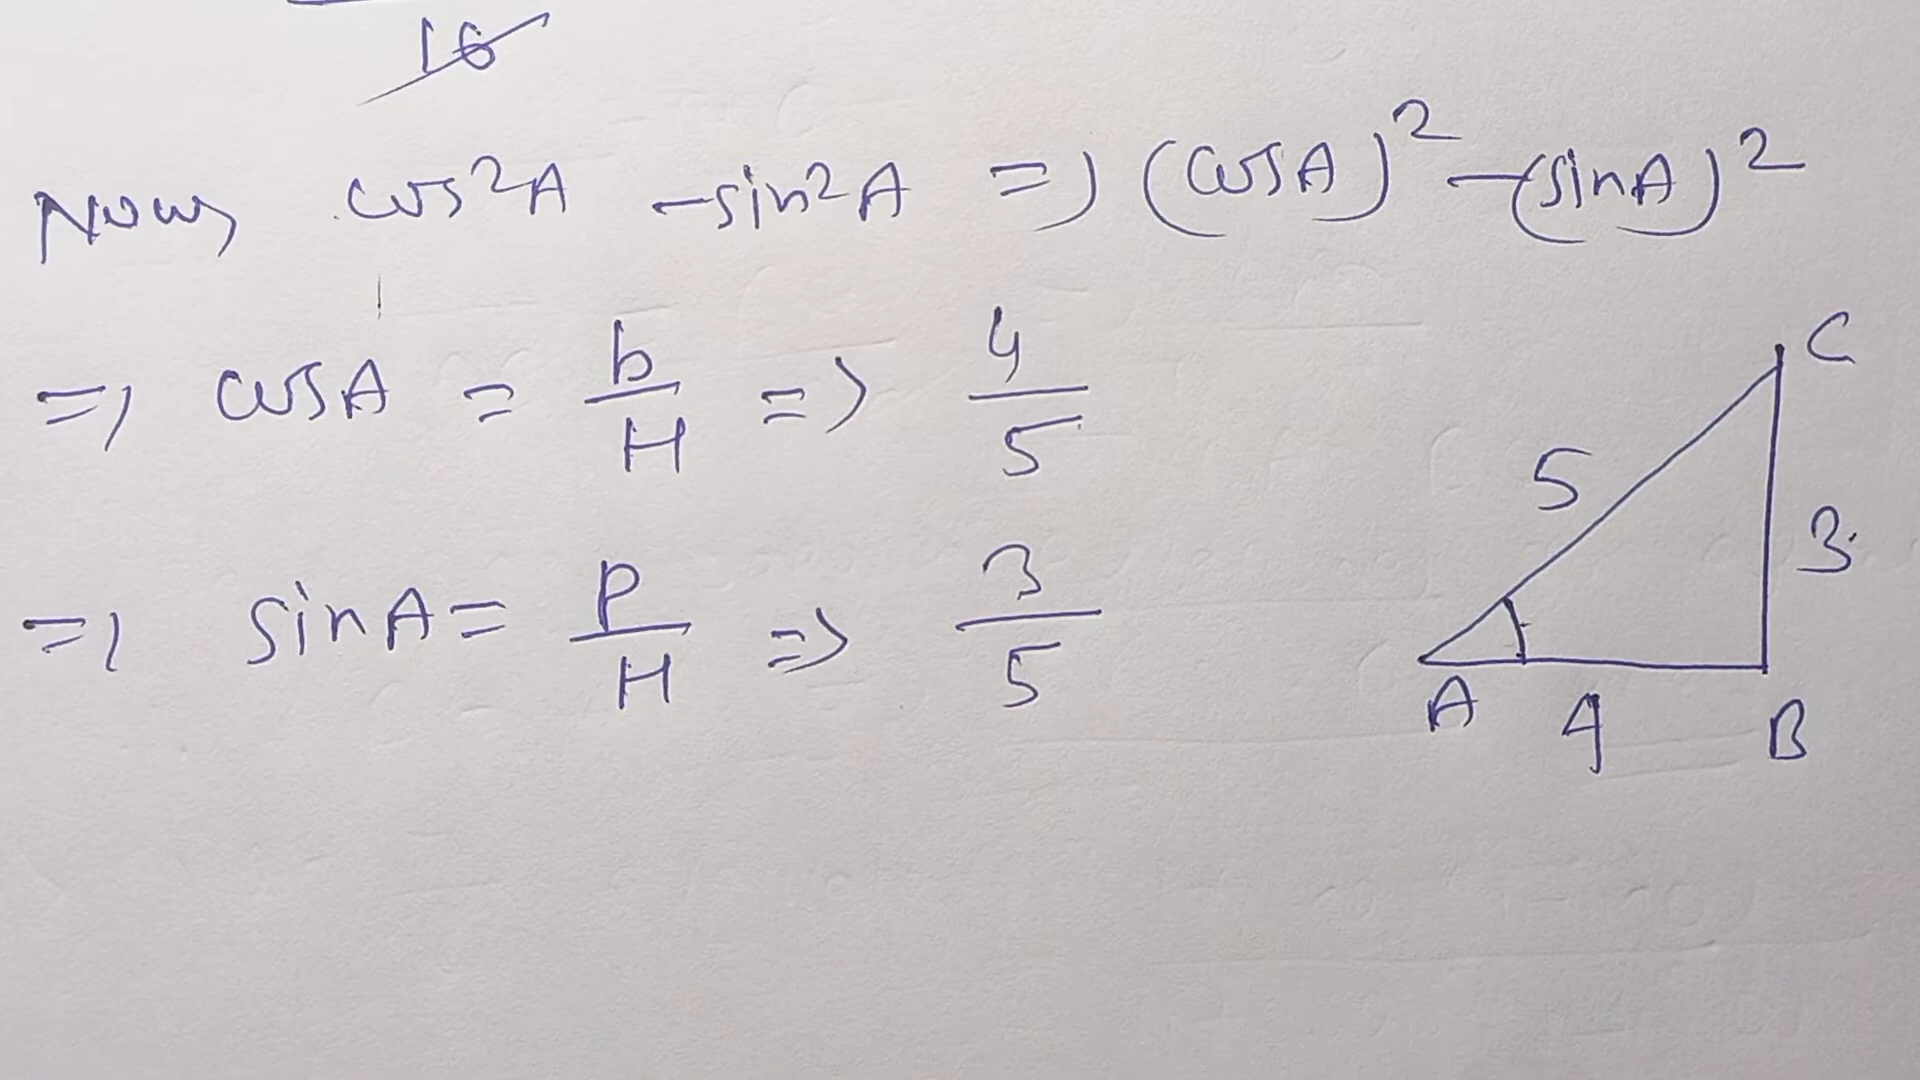 16
Now, cos²A - sin²A => (cosA)² - (sinA)²
=> cosA = b/H => 4/5
=> sinA = P/H => 3/5
C
5
3
A 4 B